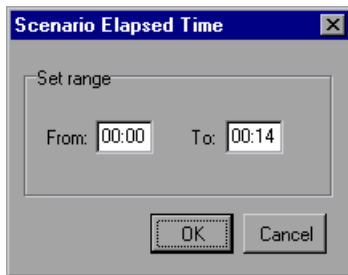 Scenario Elapsed Time
Set range
From: 00:00 To: 00:14
OK Cancel